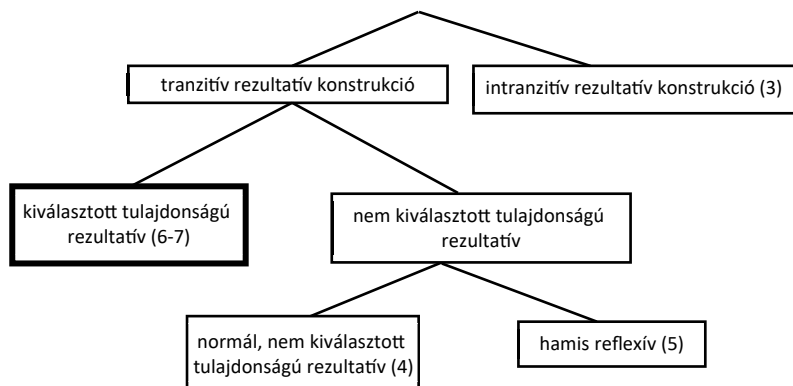 tranzitív rezultatív konstrukció
intranzitív rezultatív konstrukció (3)
kiválasztott tulajdonságú
rezultatív (6-7)
nem kiválasztott tulajdonságú
rezultatív
normál, nem kiválasztott
tulajdonságú rezultatív (4)
hamis reflexív (5)